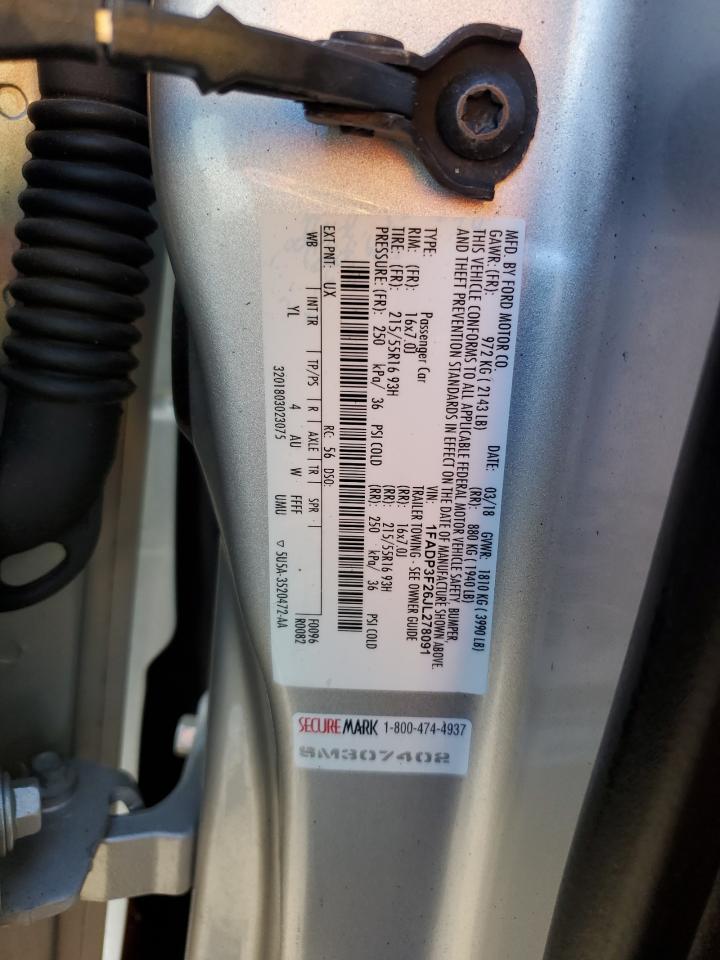 MFD. BY FORD MOTOR CO.
DATE: 03/18 GVWR: 1810 KG ( 3990 LB)
GAWR: (FR): 972 KG ( 2143 LB) (RR): 880 KG ( 1940 LB)
THIS VEHICLE CONFORMS TO ALL APPLICABLE FEDERAL MOTOR VEHICLE SAFETY, BUMPER,
AND THEFT PREVENTION STANDARDS IN EFFECT ON THE DATE OF MANUFACTURE SHOWN ABOVE.
VIN: 1FADP3F26JL278091
TYPE: Passenger Car TRAILER TOWING - SEE OWNER GUIDE
RIM: (FR): 16x7.0J (RR): 16x7.0J
TIRE: (FR): 215/55R16 93H (RR): 215/55R16 93H
PRESSURE: (FR): 250 kPa/ 36 PSI COLD (RR): 250 kPa/ 36 PSI COLD
EXT PNT: UX RC: 56 DSO: F0096
WB INT TR TP/PS R AXLE TR SPR R0082
YL 4 AU W FFFF UMU
3201803023075 ▽ 5U5A-3520472-AA
SECUREMARK 1-800-474-4937
SM307402